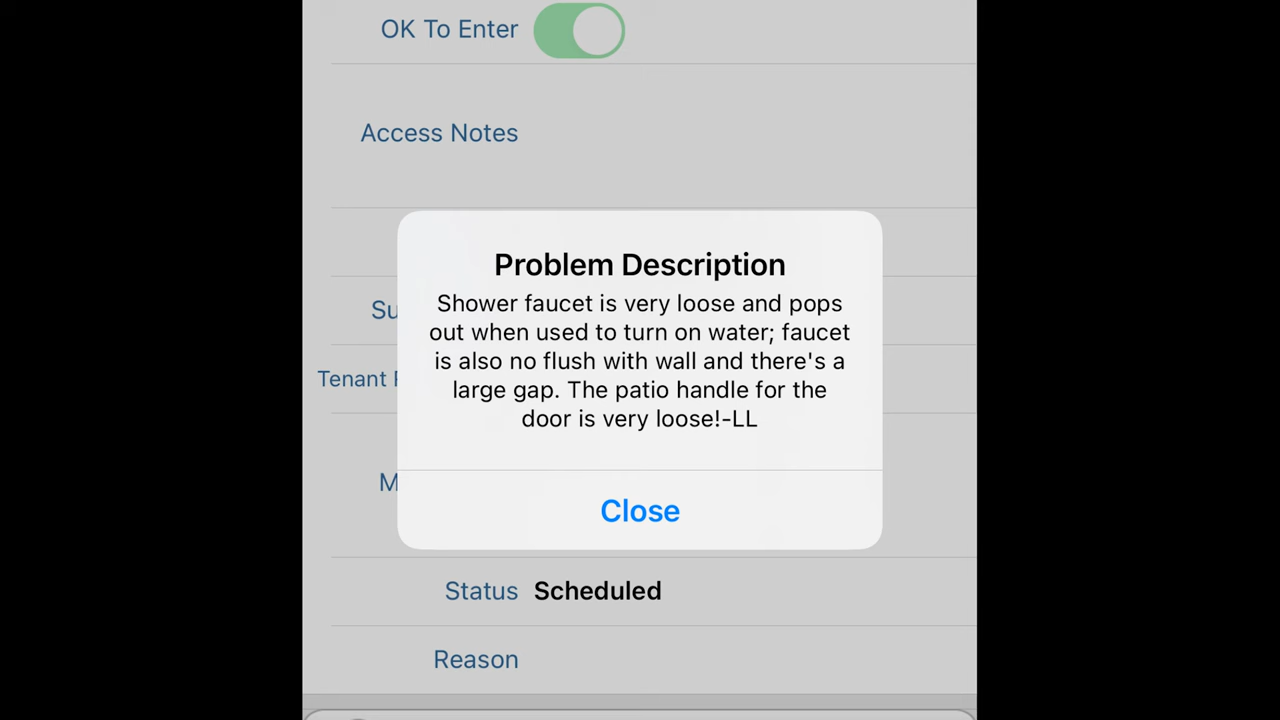 OK To Enter
Access Notes
Problem Description
Shower faucet is very loose and pops
out when used to turn on water; faucet
is also no flush with wall and there's a
large gap. The patio handle for the
door is very loose!-LL
Su
Tenant
M
Close
Status Scheduled
Reason